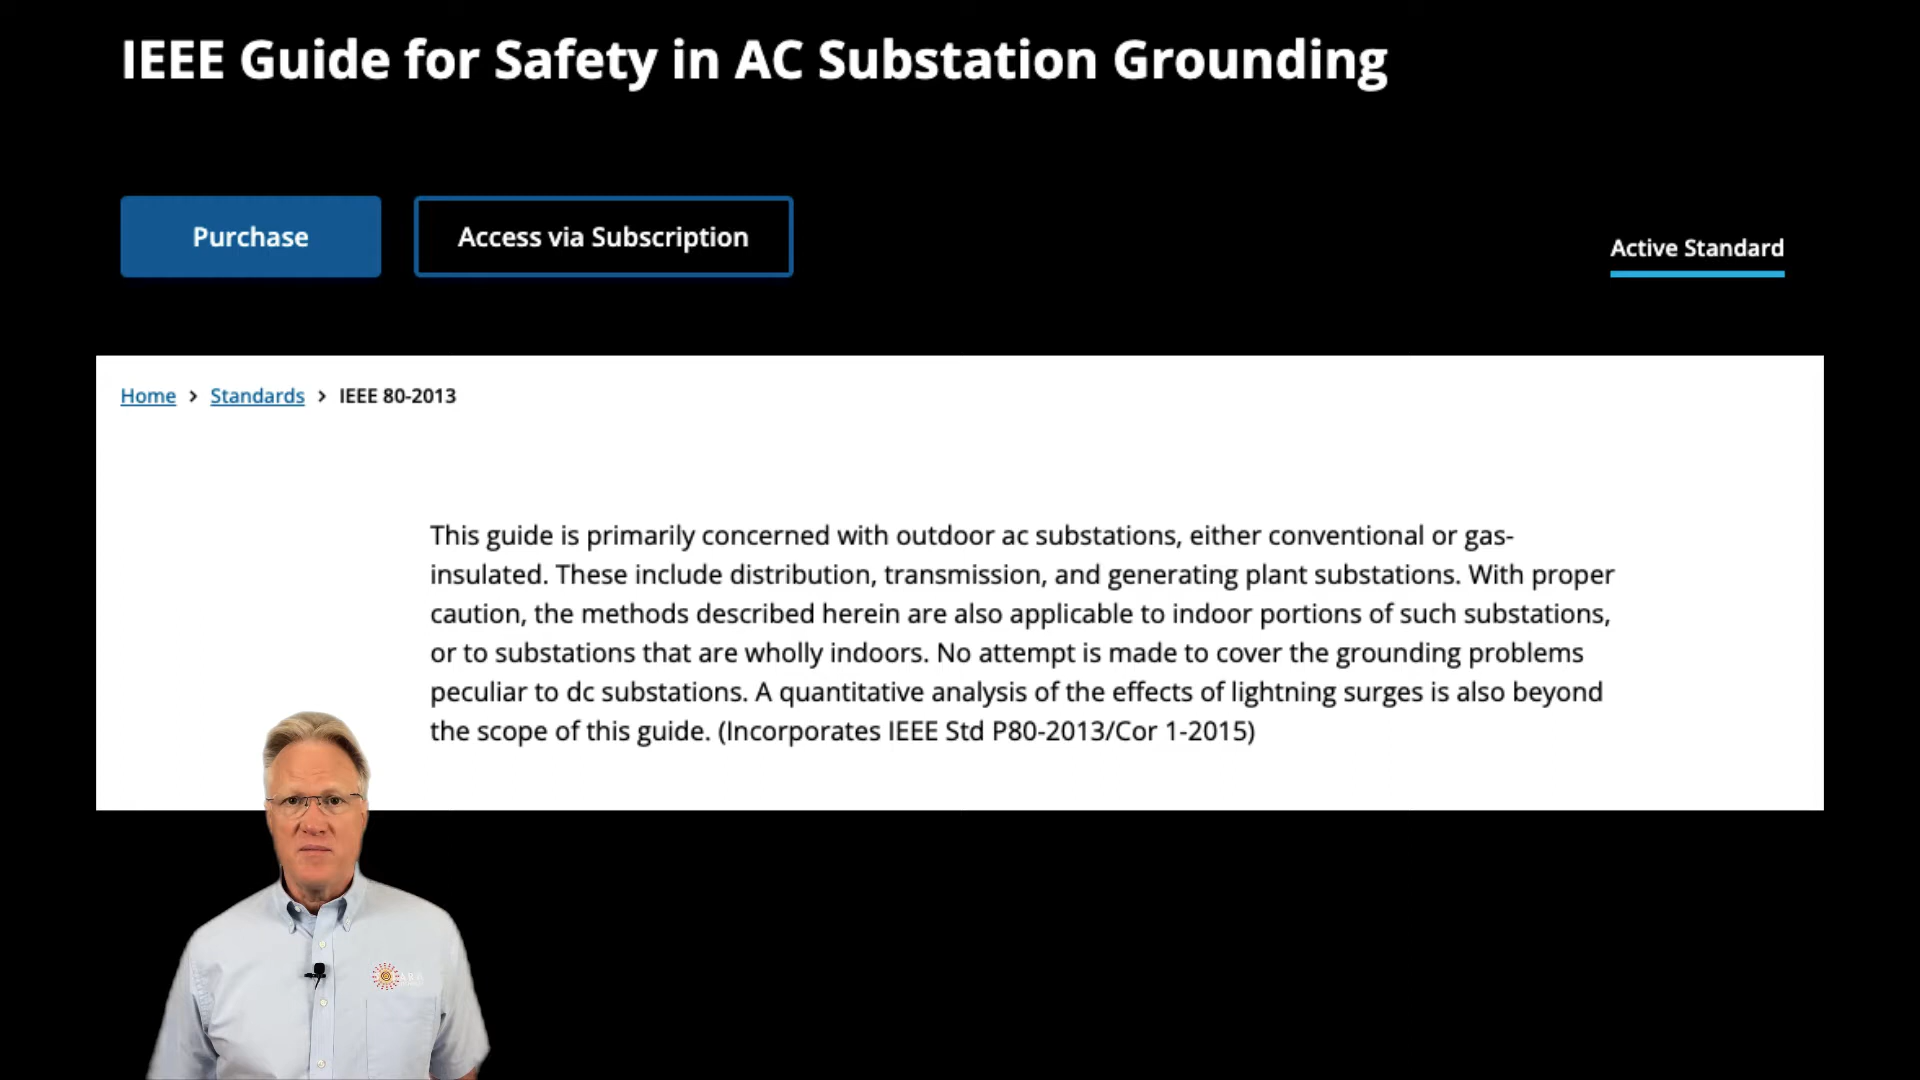 IEEE Guide for Safety in AC Substation Grounding
Purchase
Access via Subscription
Active Standard
Home > Standards > IEEE 80-2013
This guide is primarily concerned with outdoor ac substations, either conventional or gas-
insulated. These include distribution, transmission, and generating plant substations. With proper
caution, the methods described herein are also applicable to indoor portions of such substations,
or to substations that are wholly indoors. No attempt is made to cover the grounding problems
peculiar to dc substations. A quantitative analysis of the effects of lightning surges is also beyond
the scope of this guide. (Incorporates IEEE Std P80-2013/Cor 1-2015)